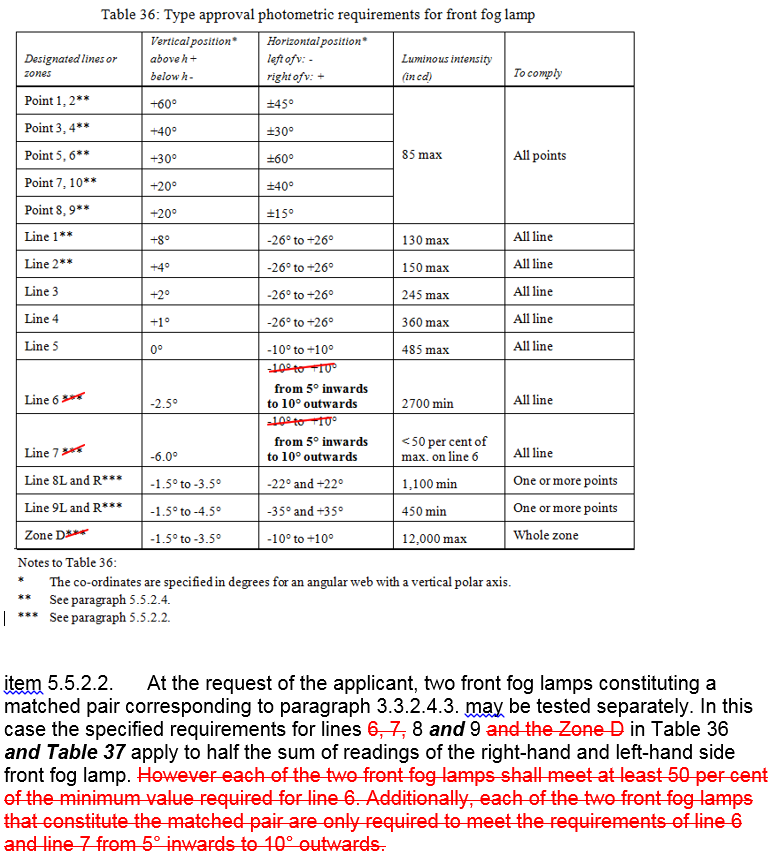 Table 36: Type approval photometric requirements for front fog lamp
Designated lines or zones | Vertical position* above h + below h - | Horizontal position* left of v: - right of v: + | Luminous intensity (in cd) | To comply
Point 1, 2** | +60° | ±45° | 85 max | All points
Point 3, 4** | +40° | ±30°
Point 5, 6** | +30° | ±60°
Point 7, 10** | +20° | ±40°
Point 8, 9** | +20° | ±15°
Line 1** | +8° | -26° to +26° | 130 max | All line
Line 2** | +4° | -26° to +26° | 150 max | All line
Line 3 | +2° | -26° to +26° | 245 max | All line
Line 4 | +1° | -26° to +26° | 360 max | All line
Line 5 | 0° | -10° to +10° | 485 max | All line
Line 6 *** | -2.5° | -10° to +10° from 5° inwards to 10° outwards | 2700 min | All line
Line 7 *** | -6.0° | -10° to +10° from 5° inwards to 10° outwards | <50 per cent of max. on line 6 | All line
Line 8L and R*** | -1.5° to -3.5° | -22° and +22° | 1,100 min | One or more points
Line 9L and R*** | -1.5° to -4.5° | -35° and +35° | 450 min | One or more points
Zone D*** | -1.5° to -3.5° | -10° to +10° | 12,000 max | Whole zone
Notes to Table 36:
* The co-ordinates are specified in degrees for an angular web with a vertical polar axis.
** See paragraph 5.5.2.4.
*** See paragraph 5.5.2.2.
item 5.5.2.2. At the request of the applicant, two front fog lamps constituting a
matched pair corresponding to paragraph 3.3.2.4.3. may be tested separately. In this
case the specified requirements for lines 6, 7, 8 and 9 and the Zone D in Table 36
and Table 37 apply to half the sum of readings of the right-hand and left-hand side
front fog lamp. However each of the two front fog lamps shall meet at least 50 per cent
of the minimum value required for line 6. Additionally, each of the two front fog lamps
that constitute the matched pair are only required to meet the requirements of line 6
and line 7 from 5° inwards to 10° outwards.